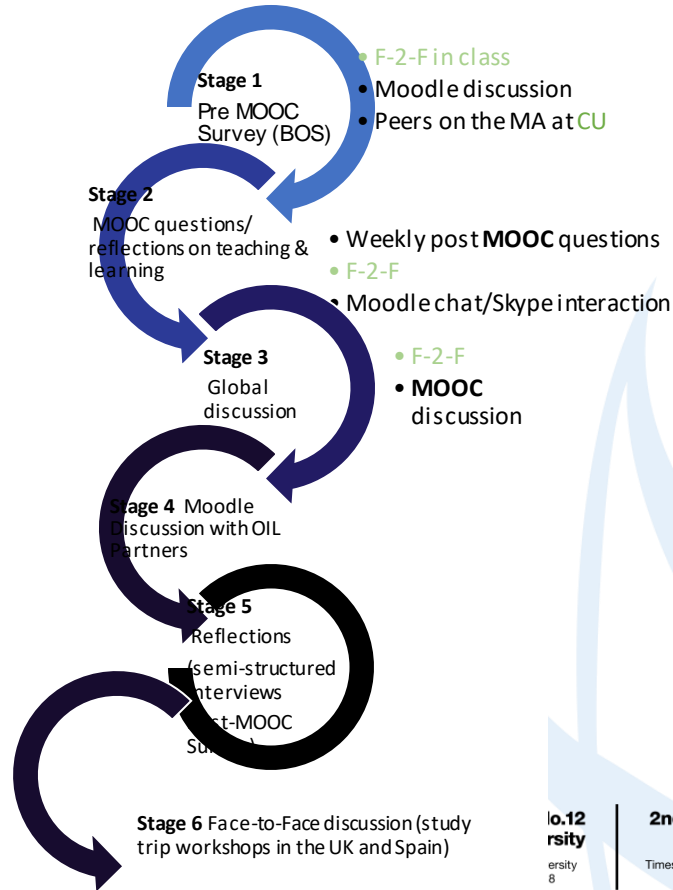 Stage 1
Pre MOOC
Survey (BOS)
• F-2-F in class
• Moodle discussion
• Peers on the MA at CU
Stage 2
MOOC questions/
reflections on teaching &
learning
• Weekly post MOOC questions
• F-2-F
• Moodle chat/Skype interaction
Stage 3
Global
discussion
• F-2-F
• MOOC
discussion
Stage 4 Moodle
Discussion with OIL
Partners
Stage 5
Reflections
(semi-structured
interviews
Stage 6 Face-to-Face discussion (study
trip workshops in the UK and Spain)